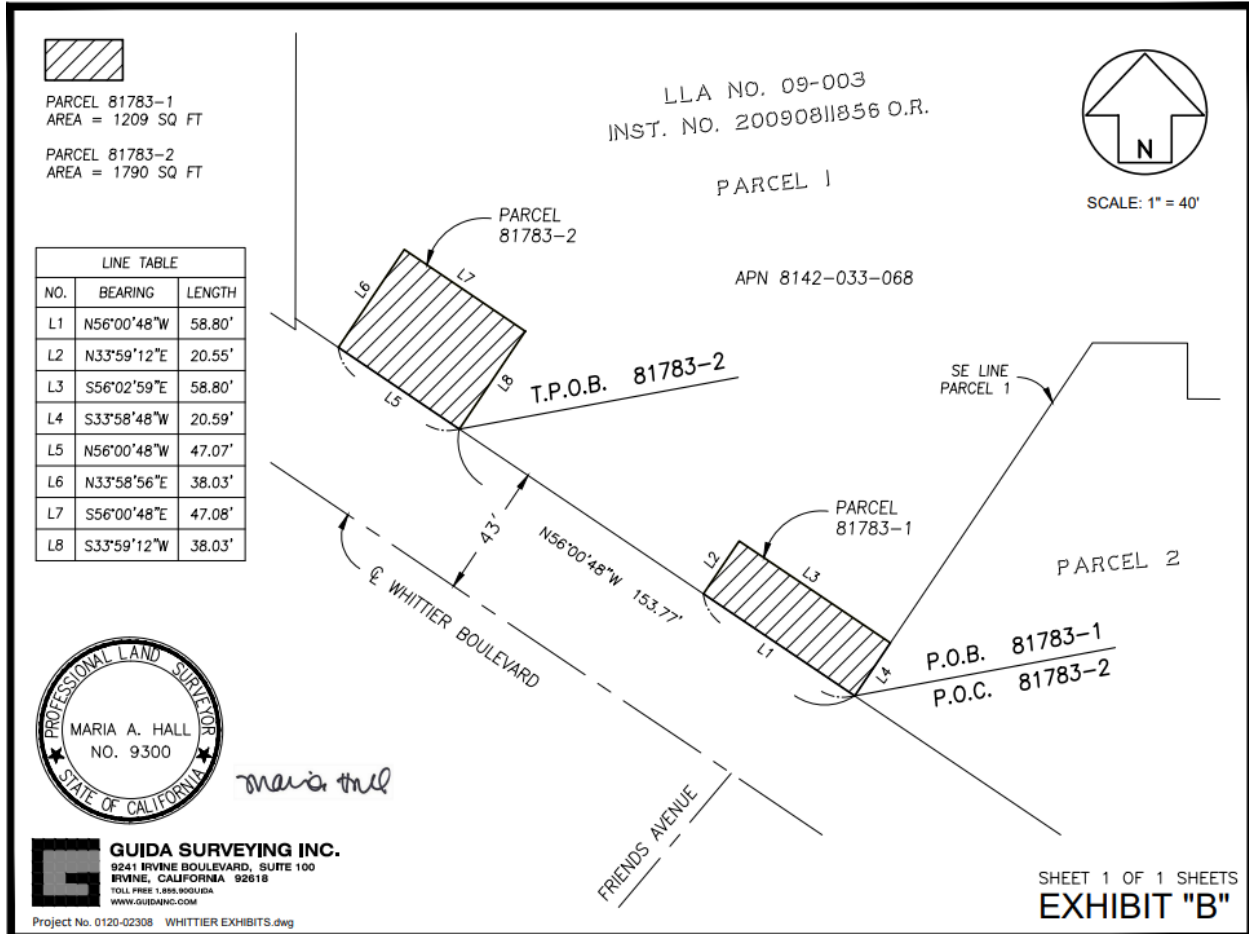 PARCEL 81783-1
AREA = 1209 SQ FT
PARCEL 81783-2
AREA = 1790 SQ FT
LLA NO. 09-003
INST. NO. 20090811856 O.R.
PARCEL 1
N
SCALE: 1" = 40'
PARCEL
81783-2
APN 8142-033-068
LINE TABLE
NO. BEARING LENGTH
L1 N56°00'48"W 58.80'
L2 N33°59'12"E 20.55'
L3 S56°02'59"E 58.80'
L4 S33°58'48"W 20.59'
L5 N56°00'48"W 47.07'
L6 N33°58'56"E 38.03'
L7 S56°00'48"E 47.08'
L8 S33°59'12"W 38.03'
L7
L6
L8
L5
T.P.O.B. 81783-2
SE LINE
PARCEL 1
PARCEL
81783-1
43'
N56°00'48"W 153.77'
L2
L3
L1
L4
PARCEL 2
P.O.B. 81783-1
P.O.C. 81783-2
℄ WHITTIER BOULEVARD
FRIENDS AVENUE
PROFESSIONAL LAND SURVEYOR
MARIA A. HALL
NO. 9300
STATE OF CALIFORNIA
Maria Hall
GUIDA SURVEYING INC.
9241 IRVINE BOULEVARD, SUITE 100
IRVINE, CALIFORNIA 92618
TOLL FREE 1.855.90GUIDA
WWW.GUIDAINC.COM
Project No. 0120-02308 WHITTIER EXHIBITS.dwg
SHEET 1 OF 1 SHEETS
EXHIBIT "B"